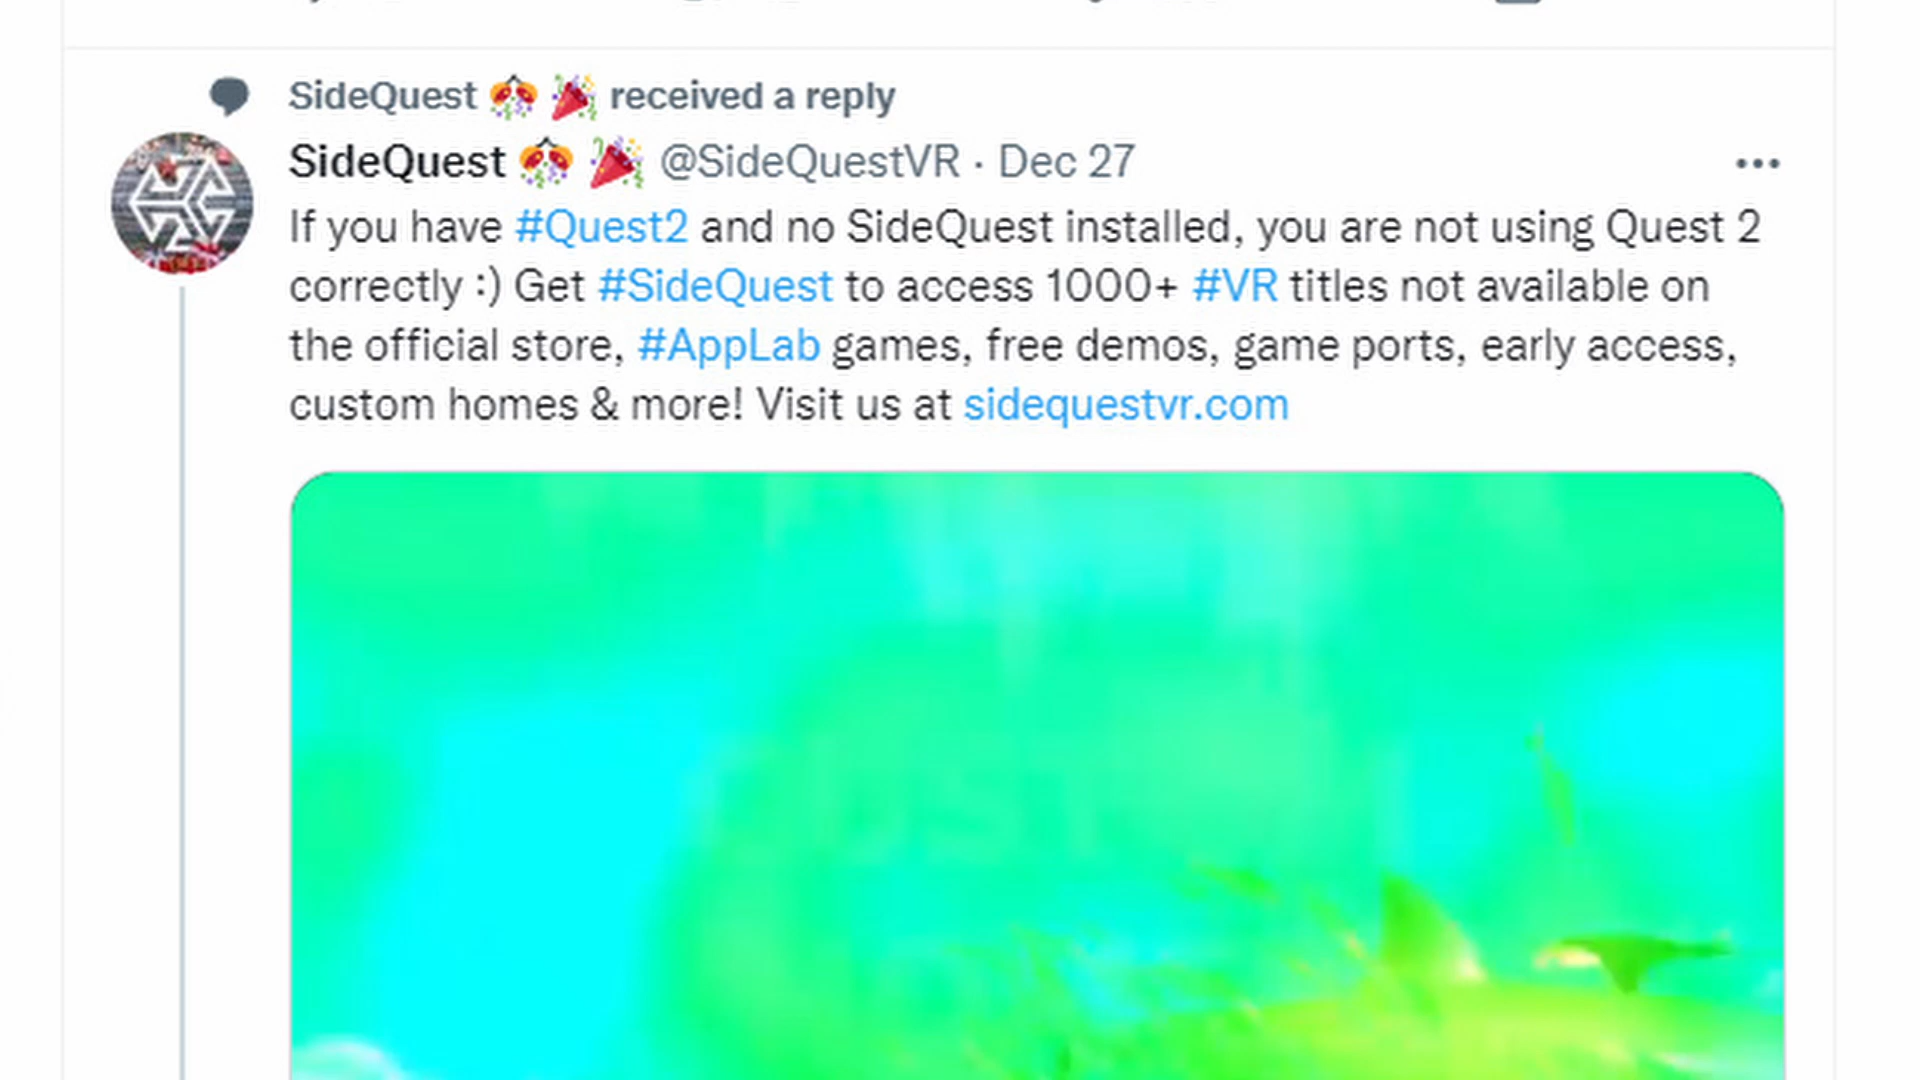 SideQuest 🎊 🎉 received a reply
SideQuest 🎊 🎉 @SideQuestVR · Dec 27
If you have #Quest2 and no SideQuest installed, you are not using Quest 2
correctly :) Get #SideQuest to access 1000+ #VR titles not available on
the official store, #AppLab games, free demos, game ports, early access,
custom homes & more! Visit us at sidequestvr.com